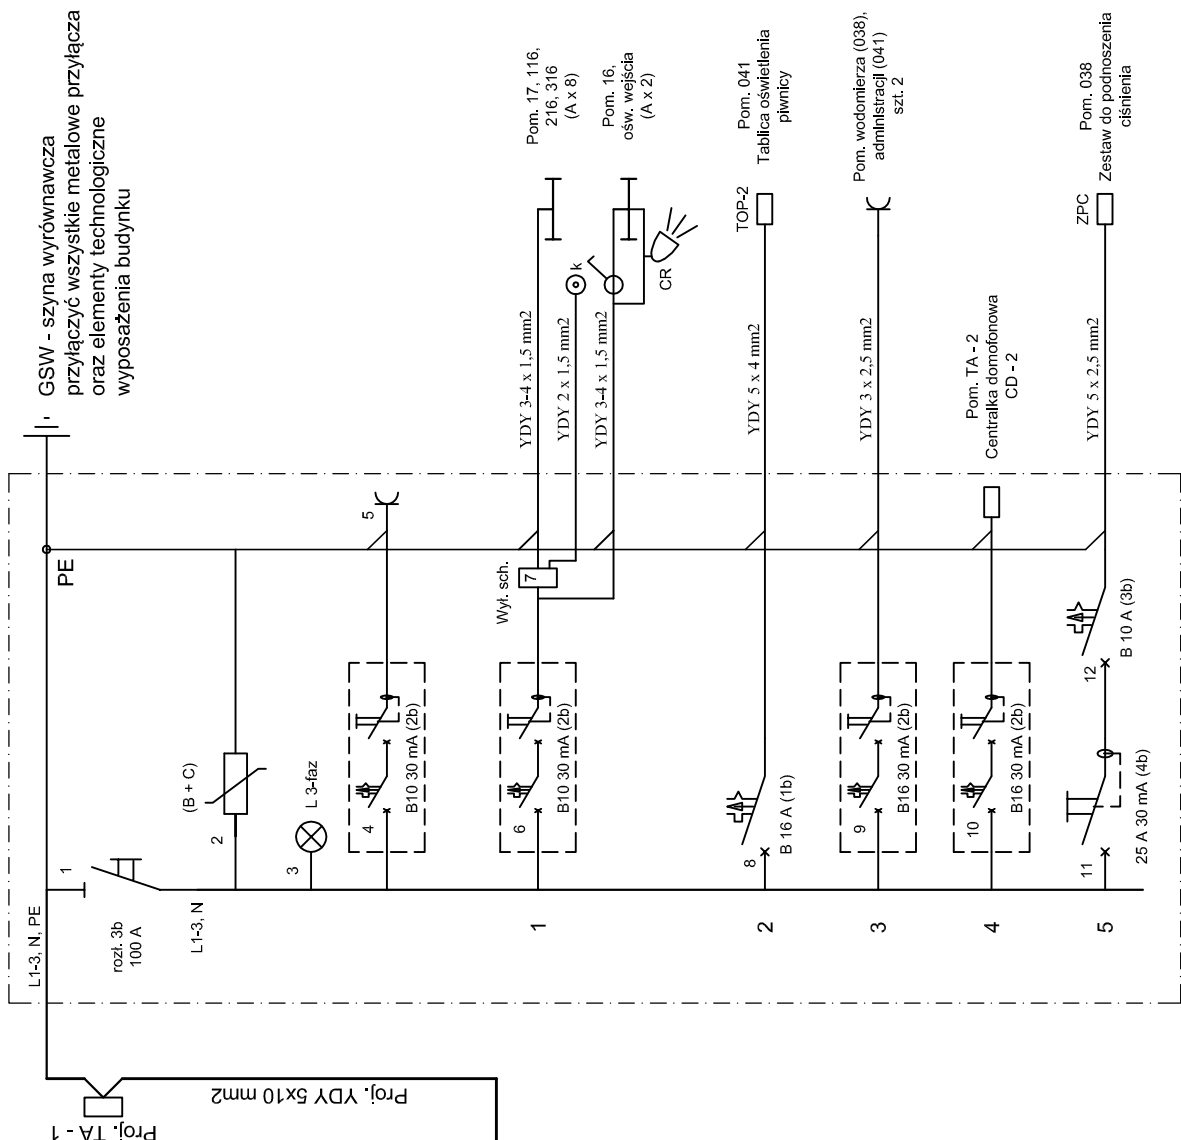 GSW - szyna wyrównawcza
przyłączyć wszystkie metalowe przyłącza
oraz elementy technologiczne
wyposażenia budynku
Pom. 17, 116,
216, 316
(A x 8)
Pom. 16,
ośw. wejścia
(A x 2)
Pom. 041
Tablica oświetlenia
piwnicy
Pom. wodomierza (038),
administracji (041)
szt. 2
Pom. 038
Zestaw do podnoszenia
ciśnienia
TOP-2
ZPC
k
CR
YDY 3-4 x 1,5 mm2
YDY 2 x 1,5 mm2
YDY 3-4 x 1,5 mm2
YDY 5 x 4 mm2
YDY 3 x 2,5 mm2
Pom. TA - 2
Centralka domofonowa
CD - 2
YDY 5 x 2,5 mm2
PE
5
Wył. sch.
7
(B + C)
2
L 3-faz
3
4
B10 30 mA (2b)
6
B10 30 mA (2b)
8
B 16 A (1b)
9
B16 30 mA (2b)
10
B16 30 mA (2b)
12
B 10 A (3b)
11
25 A 30 mA (4b)
1
L1-3, N, PE
rozł. 3b
100 A
L1-3, N
1
2
3
4
5
Proj. YDY 5x10 mm2
Proj. TA - 1